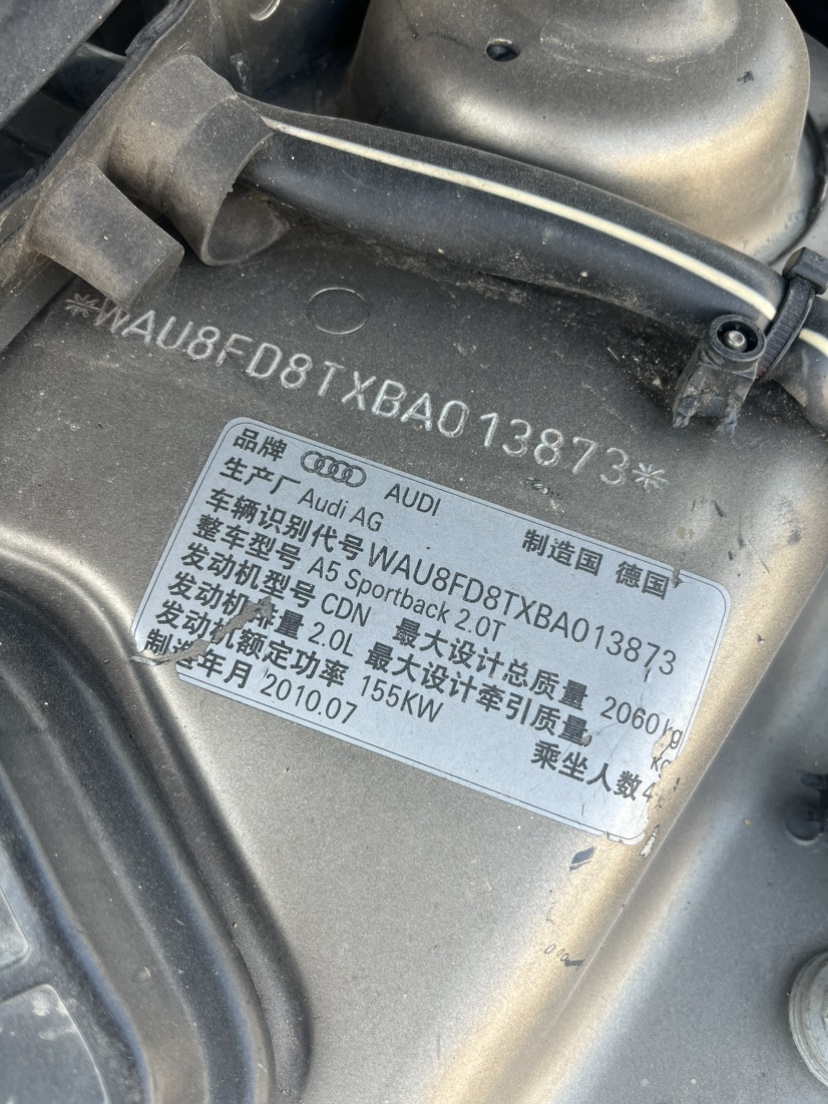 *WAU8FD8TXBA013873*
品牌 AUDI 制造国 德国
生产厂 Audi AG
车辆识别代号 WAU8FD8TXBA013873
整车型号 A5 Sportback 2.0T
发动机型号 CDN 最大设计总质量 2060kg
发动机排量 2.0L 最大设计牵引质量
发动机额定功率 155KW 乘坐人数 4
制造年月 2010.07